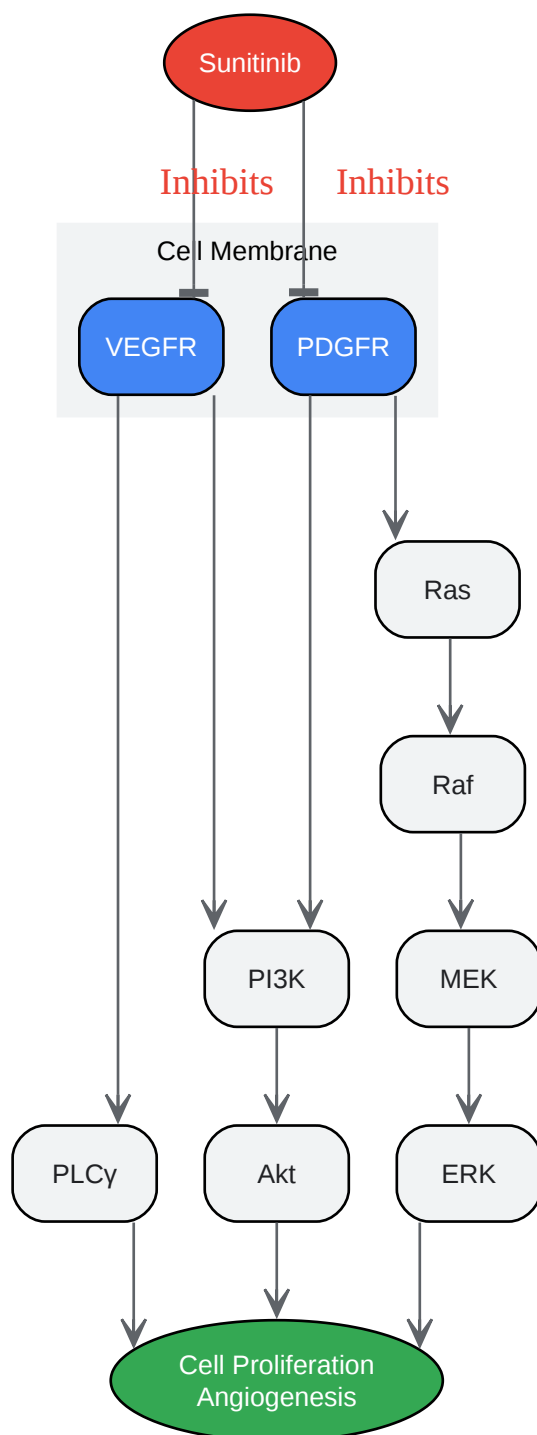 Sunitinib
Inhibits
Inhibits
Cell Membrane
VEGFR
PDGFR
Ras
Raf
PI3K
MEK
PLCγ
Akt
ERK
Cell Proliferation
Angiogenesis